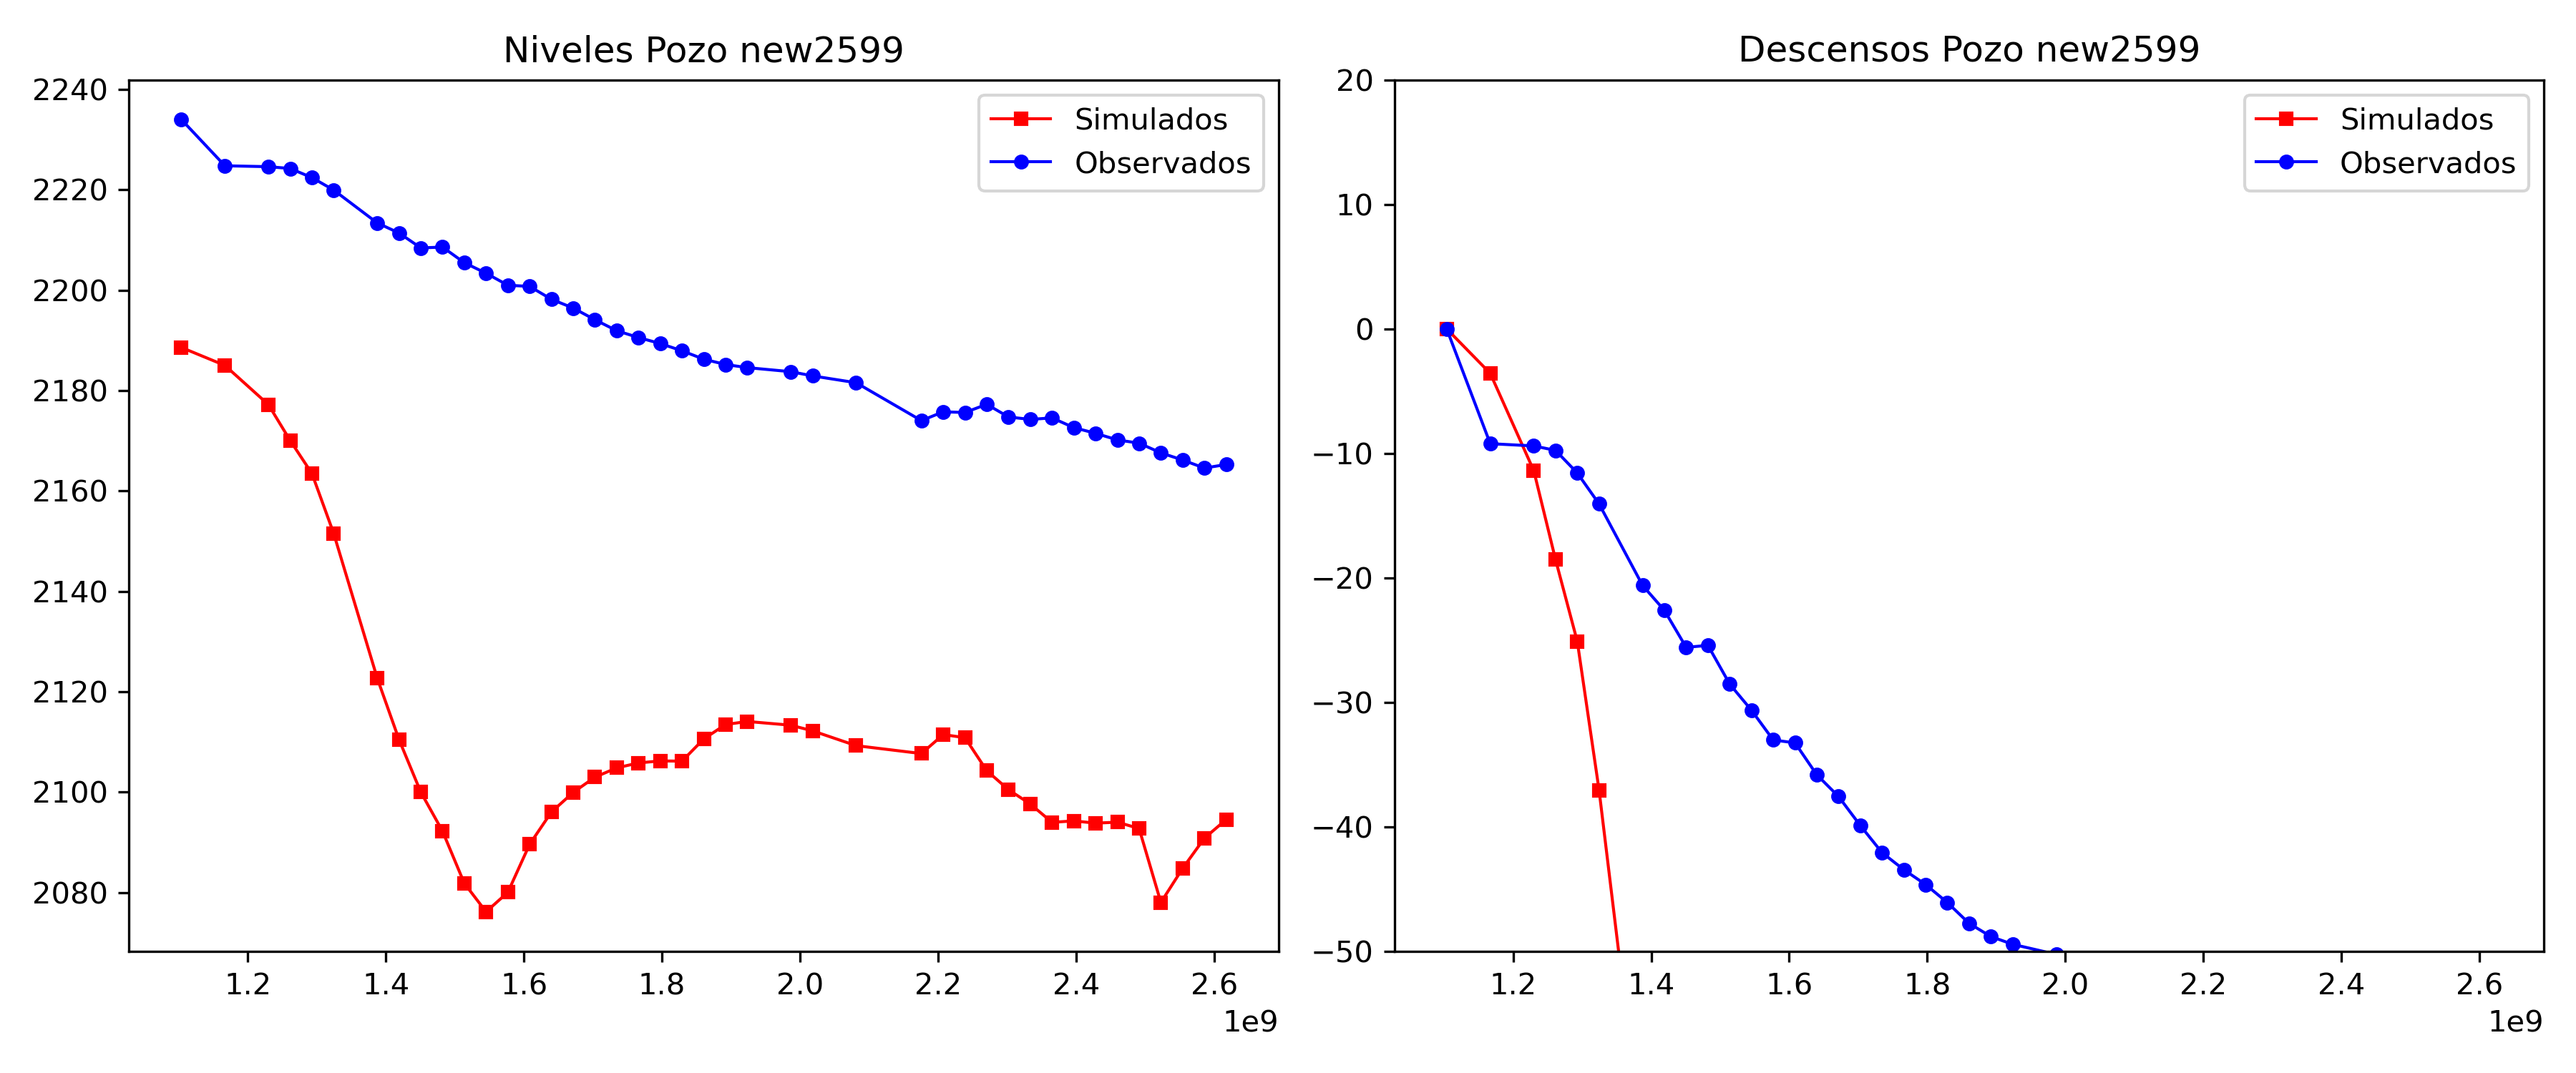 Niveles Pozo new2599
2240
2220
2200
2180
2160
2140
2120
2100
2080
1.2 1.4 1.6 1.8 2.0 2.2 2.4 2.6
1e9
Simulados
Observados
Descensos Pozo new2599
20
10
0
−10
−20
−30
−40
−50
1.2 1.4 1.6 1.8 2.0 2.2 2.4 2.6
1e9
Simulados
Observados